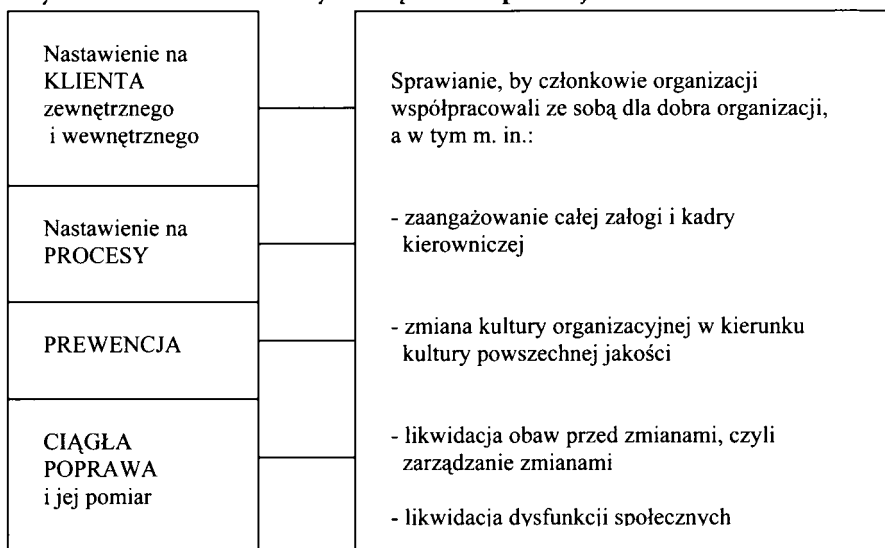 Nastawienie na
KLIENTA
zewnętrznego
i wewnętrznego
Nastawienie na
PROCESY
PREWENCJA
CIĄGŁA
POPRAWA
i jej pomiar
Sprawianie, by członkowie organizacji
współpracowali ze sobą dla dobra organizacji,
a w tym m. in.:
- zaangażowanie całej załogi i kadry
kierowniczej
- zmiana kultury organizacyjnej w kierunku
kultury powszechnej jakości
- likwidacja obaw przed zmianami, czyli
zarządzanie zmianami
- likwidacja dysfunkcji społecznych